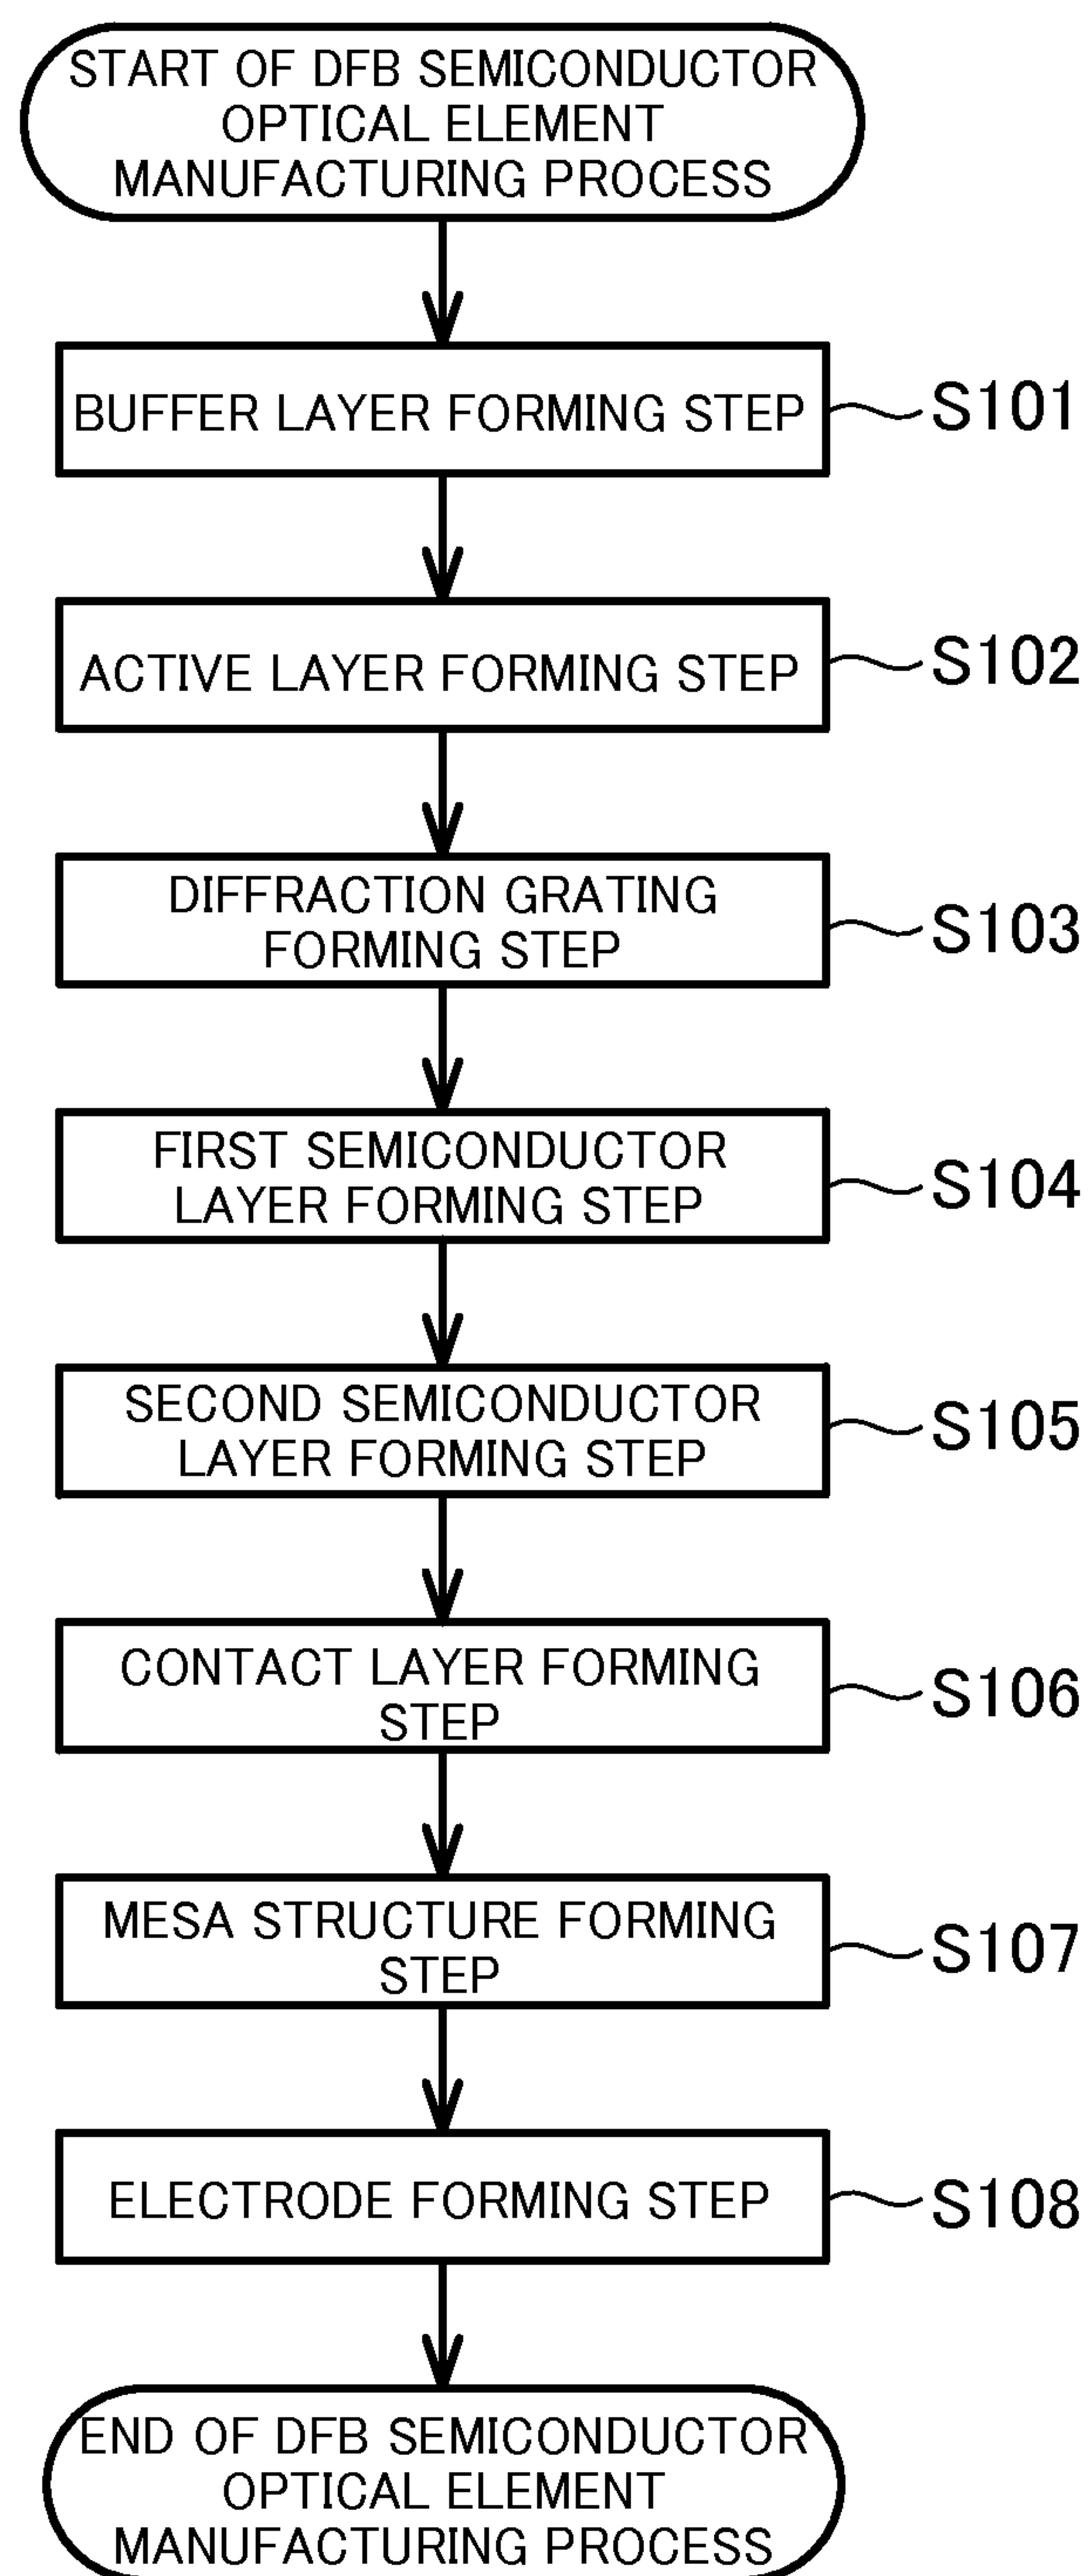 START OF DFB SEMICONDUCTOR
OPTICAL ELEMENT
MANUFACTURING PROCESS
BUFFER LAYER FORMING STEP
S101
ACTIVE LAYER FORMING STEP
S102
DIFFRACTION GRATING
FORMING STEP
S103
FIRST SEMICONDUCTOR
LAYER FORMING STEP
S104
SECOND SEMICONDUCTOR
LAYER FORMING STEP
S105
CONTACT LAYER FORMING
STEP
S106
MESA STRUCTURE FORMING
STEP
S107
ELECTRODE FORMING STEP
S108
END OF DFB SEMICONDUCTOR
OPTICAL ELEMENT
MANUFACTURING PROCESS